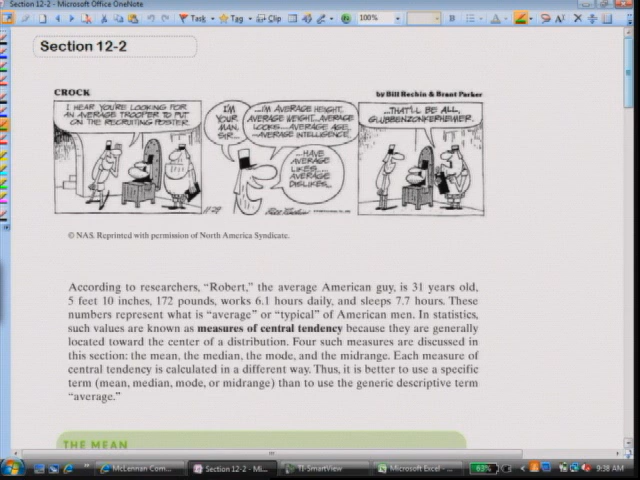 Section 12-2 - Microsoft Office OneNote
Task
Tag
Clip
100%
Section 12-2
CROCK
by Bill Rechin & Brant Parker
I HEAR YOU'RE LOOKING FOR
AN AVERAGE TROOPER TO PUT
ON THE RECRUITING POSTER
I'M
YOUR
MAN,
SIR...
...I'M AVERAGE HEIGHT,
AVERAGE WEIGHT...AVERAGE
LOOKS...AVERAGE AGE,
...AVERAGE INTELLIGENCE
...HAVE
AVERAGE
LIKES...
AVERAGE
DISLIKES...
...THAT'LL BE ALL,
GLUBBENZONKERHEIMER.
© NAS. Reprinted with permission of North America Syndicate.
According to researchers, “Robert,” the average American guy, is 31 years old,
5 feet 10 inches, 172 pounds, works 6.1 hours daily, and sleeps 7.7 hours. These
numbers represent what is “average” or “typical” of American men. In statistics,
such values are known as measures of central tendency because they are generally
located toward the center of a distribution. Four such measures are discussed in
this section: the mean, the median, the mode, and the midrange. Each measure of
central tendency is calculated in a different way. Thus, it is better to use a specific
term (mean, median, mode, or midrange) than to use the generic descriptive term
“average.”
THE MEAN
McLennan Com...
Section 12-2 - Mi...
TI-SmartView
Microsoft Excel - ...
63%
9:38 AM